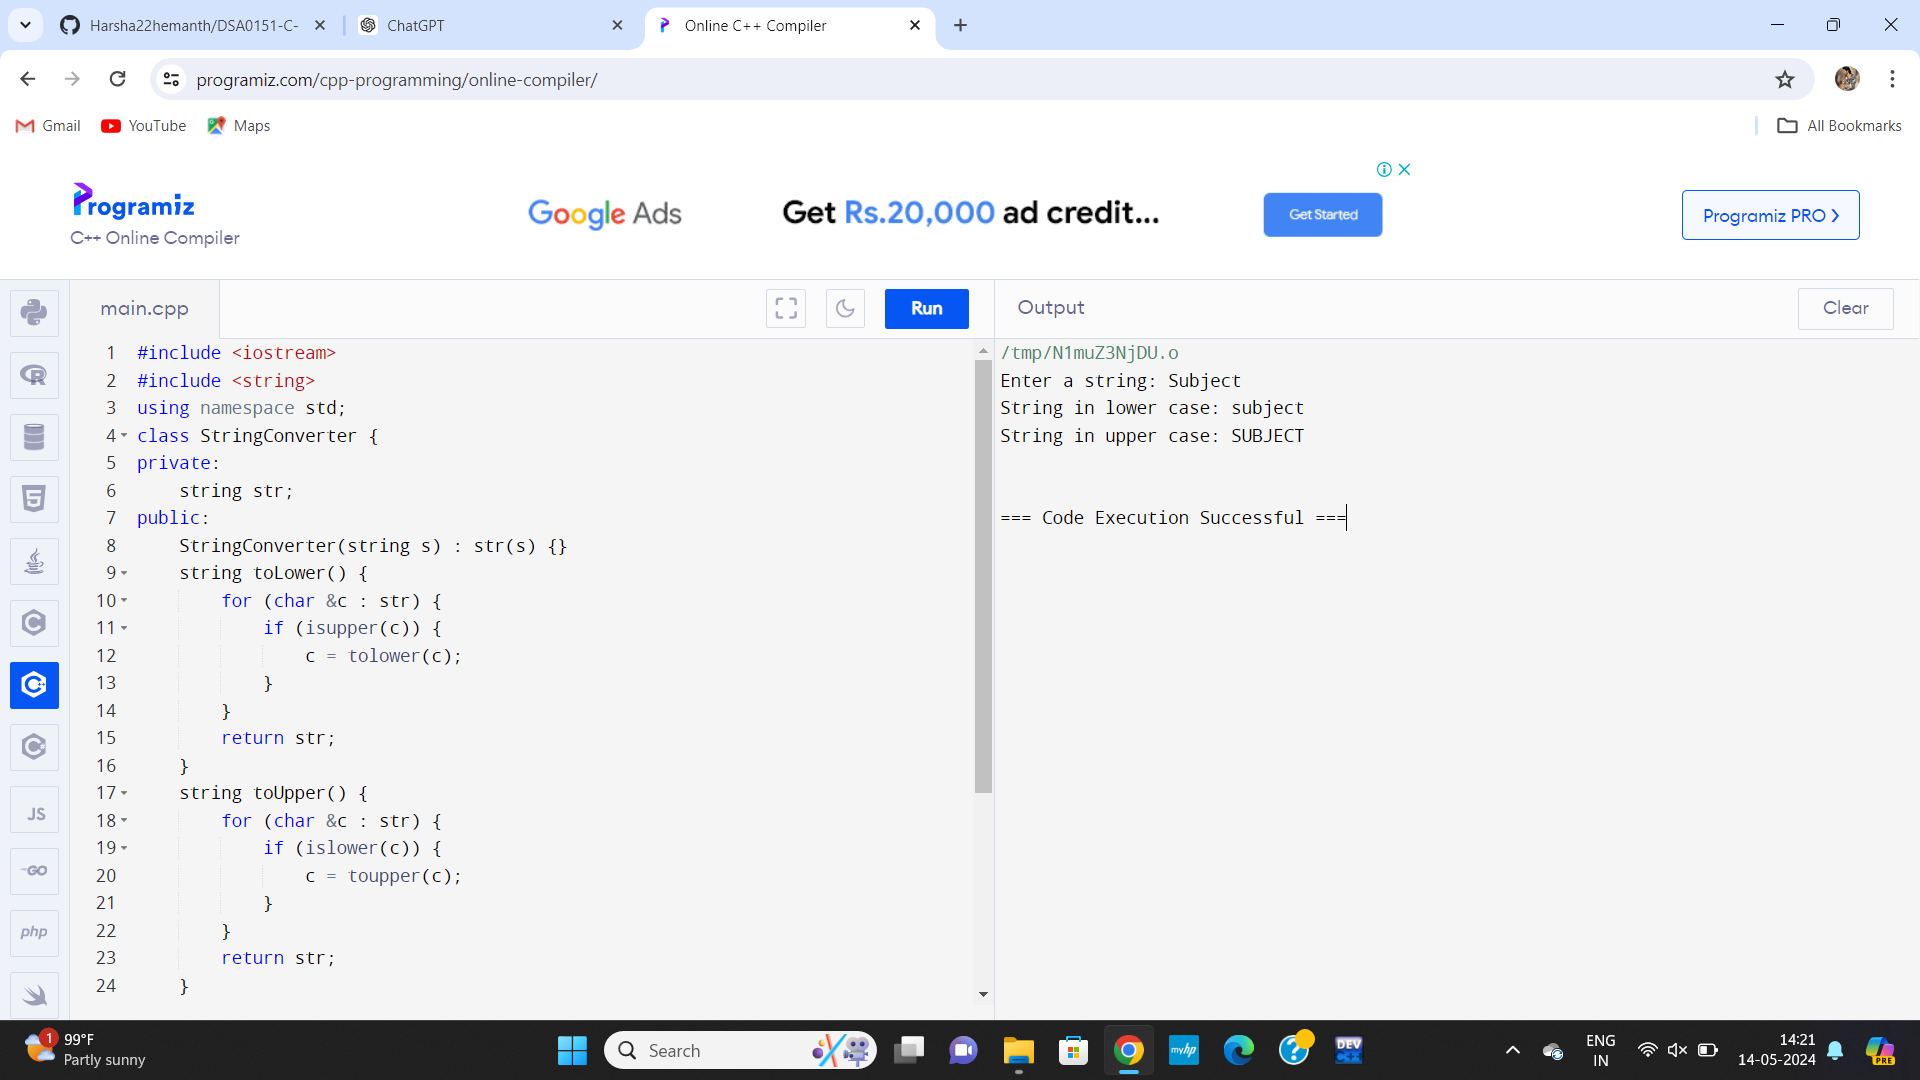 Harsha22hemanth/DSA0151-C-
ChatGPT
Online C++ Compiler
programiz.com/cpp-programming/online-compiler/
Gmail
YouTube
Maps
All Bookmarks
Programiz
C++ Online Compiler
Google Ads
Get Rs.20,000 ad credit...
Get Started
Programiz PRO
main.cpp
Run
Output
Clear
1 #include <iostream>
2 #include <string>
3 using namespace std;
4 class StringConverter {
5 private:
6     string str;
7 public:
8     StringConverter(string s) : str(s) {}
9     string toLower() {
10         for (char &c : str) {
11             if (isupper(c)) {
12                 c = tolower(c);
13             }
14         }
15         return str;
16     }
17     string toUpper() {
18         for (char &c : str) {
19             if (islower(c)) {
20                 c = toupper(c);
21             }
22         }
23         return str;
24     }
/tmp/N1muZ3NjDU.o
Enter a string: Subject
String in lower case: subject
String in upper case: SUBJECT
=== Code Execution Successful ===
JS
GO
php
1
99°F
Partly sunny
Search
myhp
DEV
C++
ENG
IN
14:21
14-05-2024
PRE